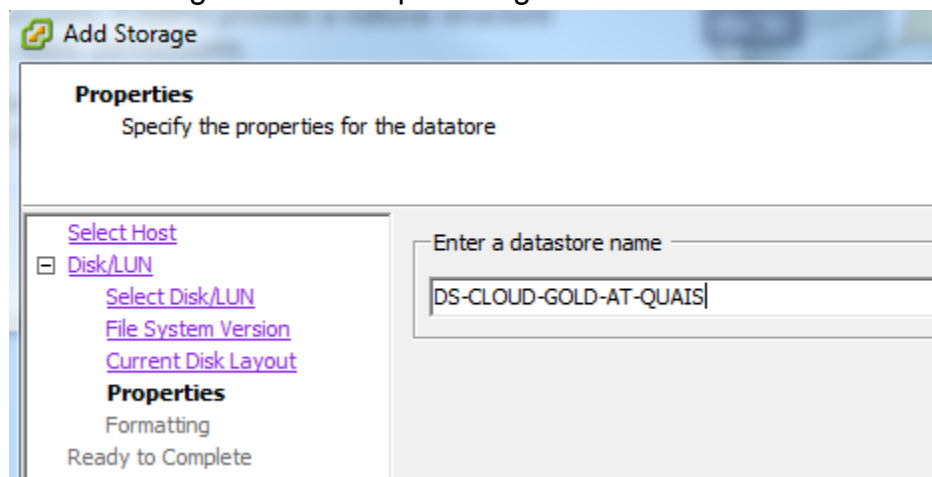 Add Storage
Properties
Specify the properties for the datatore
Select Host
Disk/LUN
Select Disk/LUN
File System Version
Current Disk Layout
Properties
Formatting
Ready to Complete
Enter a datastore name
DS-CLOUD-GOLD-AT-QUAIS